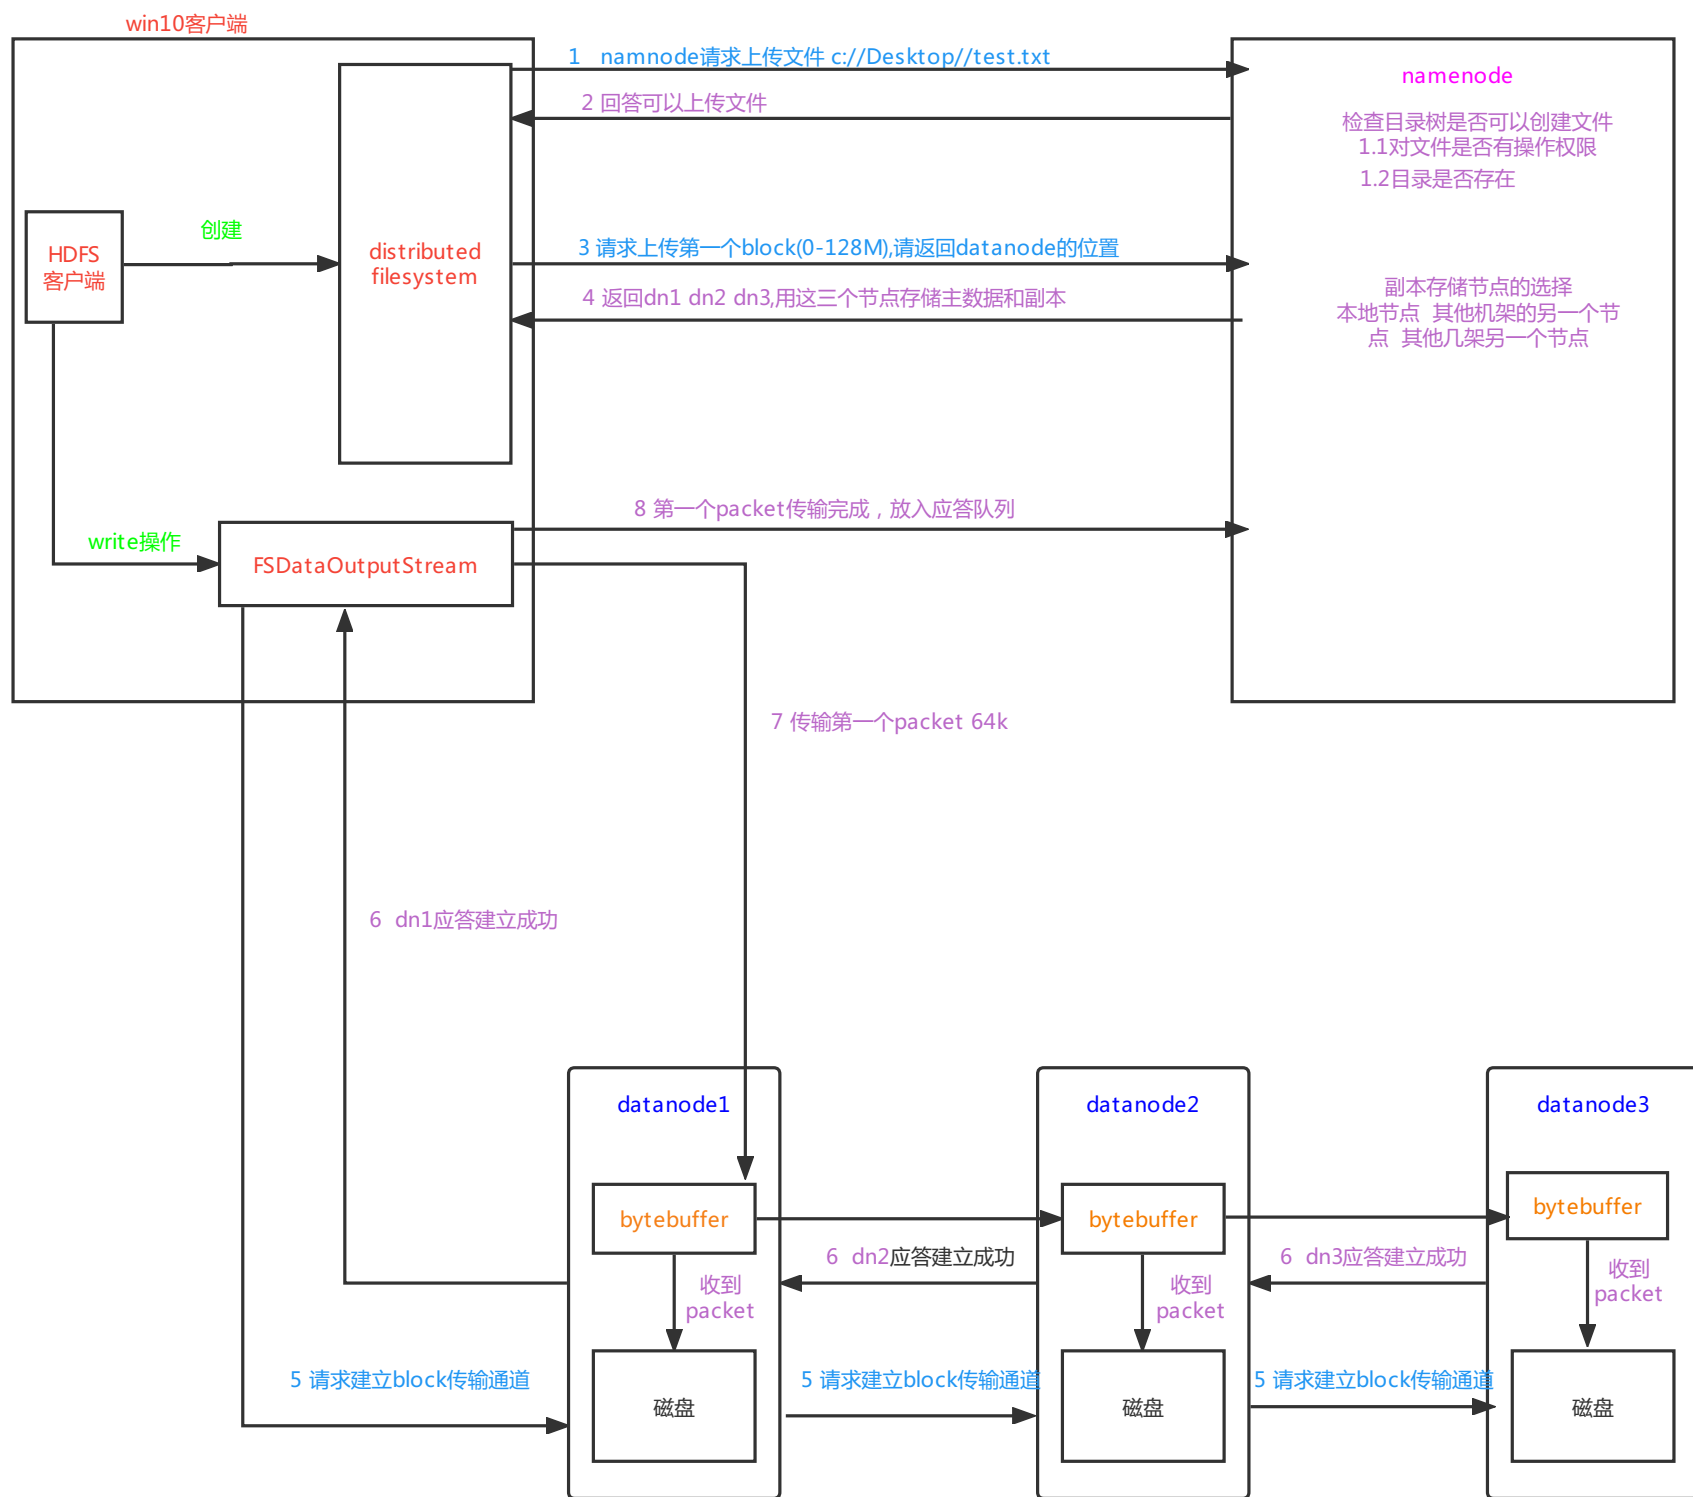 win10客户端
1 namnode请求上传文件 c://Desktop//test.txt
namenode
2 回答可以上传文件
检查目录树是否可以创建文件
1.1对文件是否有操作权限
1.2目录是否存在
HDFS
客户端
创建
distributed
filesystem
3 请求上传第一个block(0-128M),请返回datanode的位置
4 返回dn1 dn2 dn3,用这三个节点存储主数据和副本
副本存储节点的选择
本地节点 其他机架的另一个节
点 其他几架另一个节点
8 第一个packet传输完成，放入应答队列
write操作
FSDataOutputStream
7 传输第一个packet 64k
6 dn1应答建立成功
datanode1
datanode2
datanode3
bytebuffer
bytebuffer
bytebuffer
6 dn2应答建立成功
6 dn3应答建立成功
收到
packet
收到
packet
收到
packet
5 请求建立block传输通道
5 请求建立block传输通道
5 请求建立block传输通道
磁盘
磁盘
磁盘